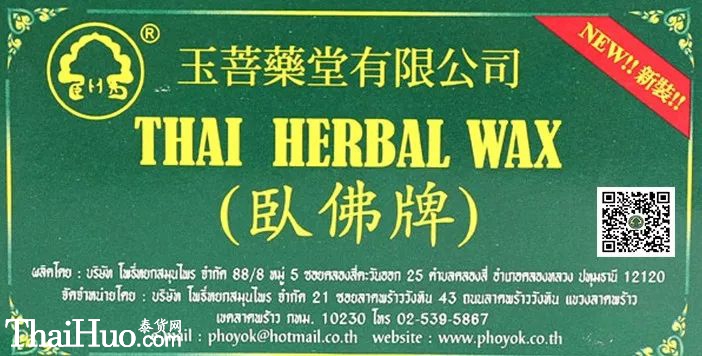 ®
玉菩藥堂有限公司
NEW!! 新裝!!
THAI HERBAL WAX
(臥佛牌)
ผลิตโดย : บริษัท โพธิ์หยกสมุนไพร จำกัด 88/8 หมู่ 5 ซอยคลองสี่ตะวันออก 25 ตำบลคลองสี่ อำเภอคลองหลวง ปทุมธานี 12120
จัดจำหน่ายโดย : บริษัท โพธิ์หยกสมุนไพร จำกัด 21 ซอยลาดพร้าววังหิน 43 ถนนลาดพร้าววังหิน แขวงลาดพร้าว
เขตลาดพร้าว กทม. 10230 โทร 02-539-5867
email : phoyok@hotmail.co.th website : www.phoyok.co.th
ThaiHuo.com
泰货网